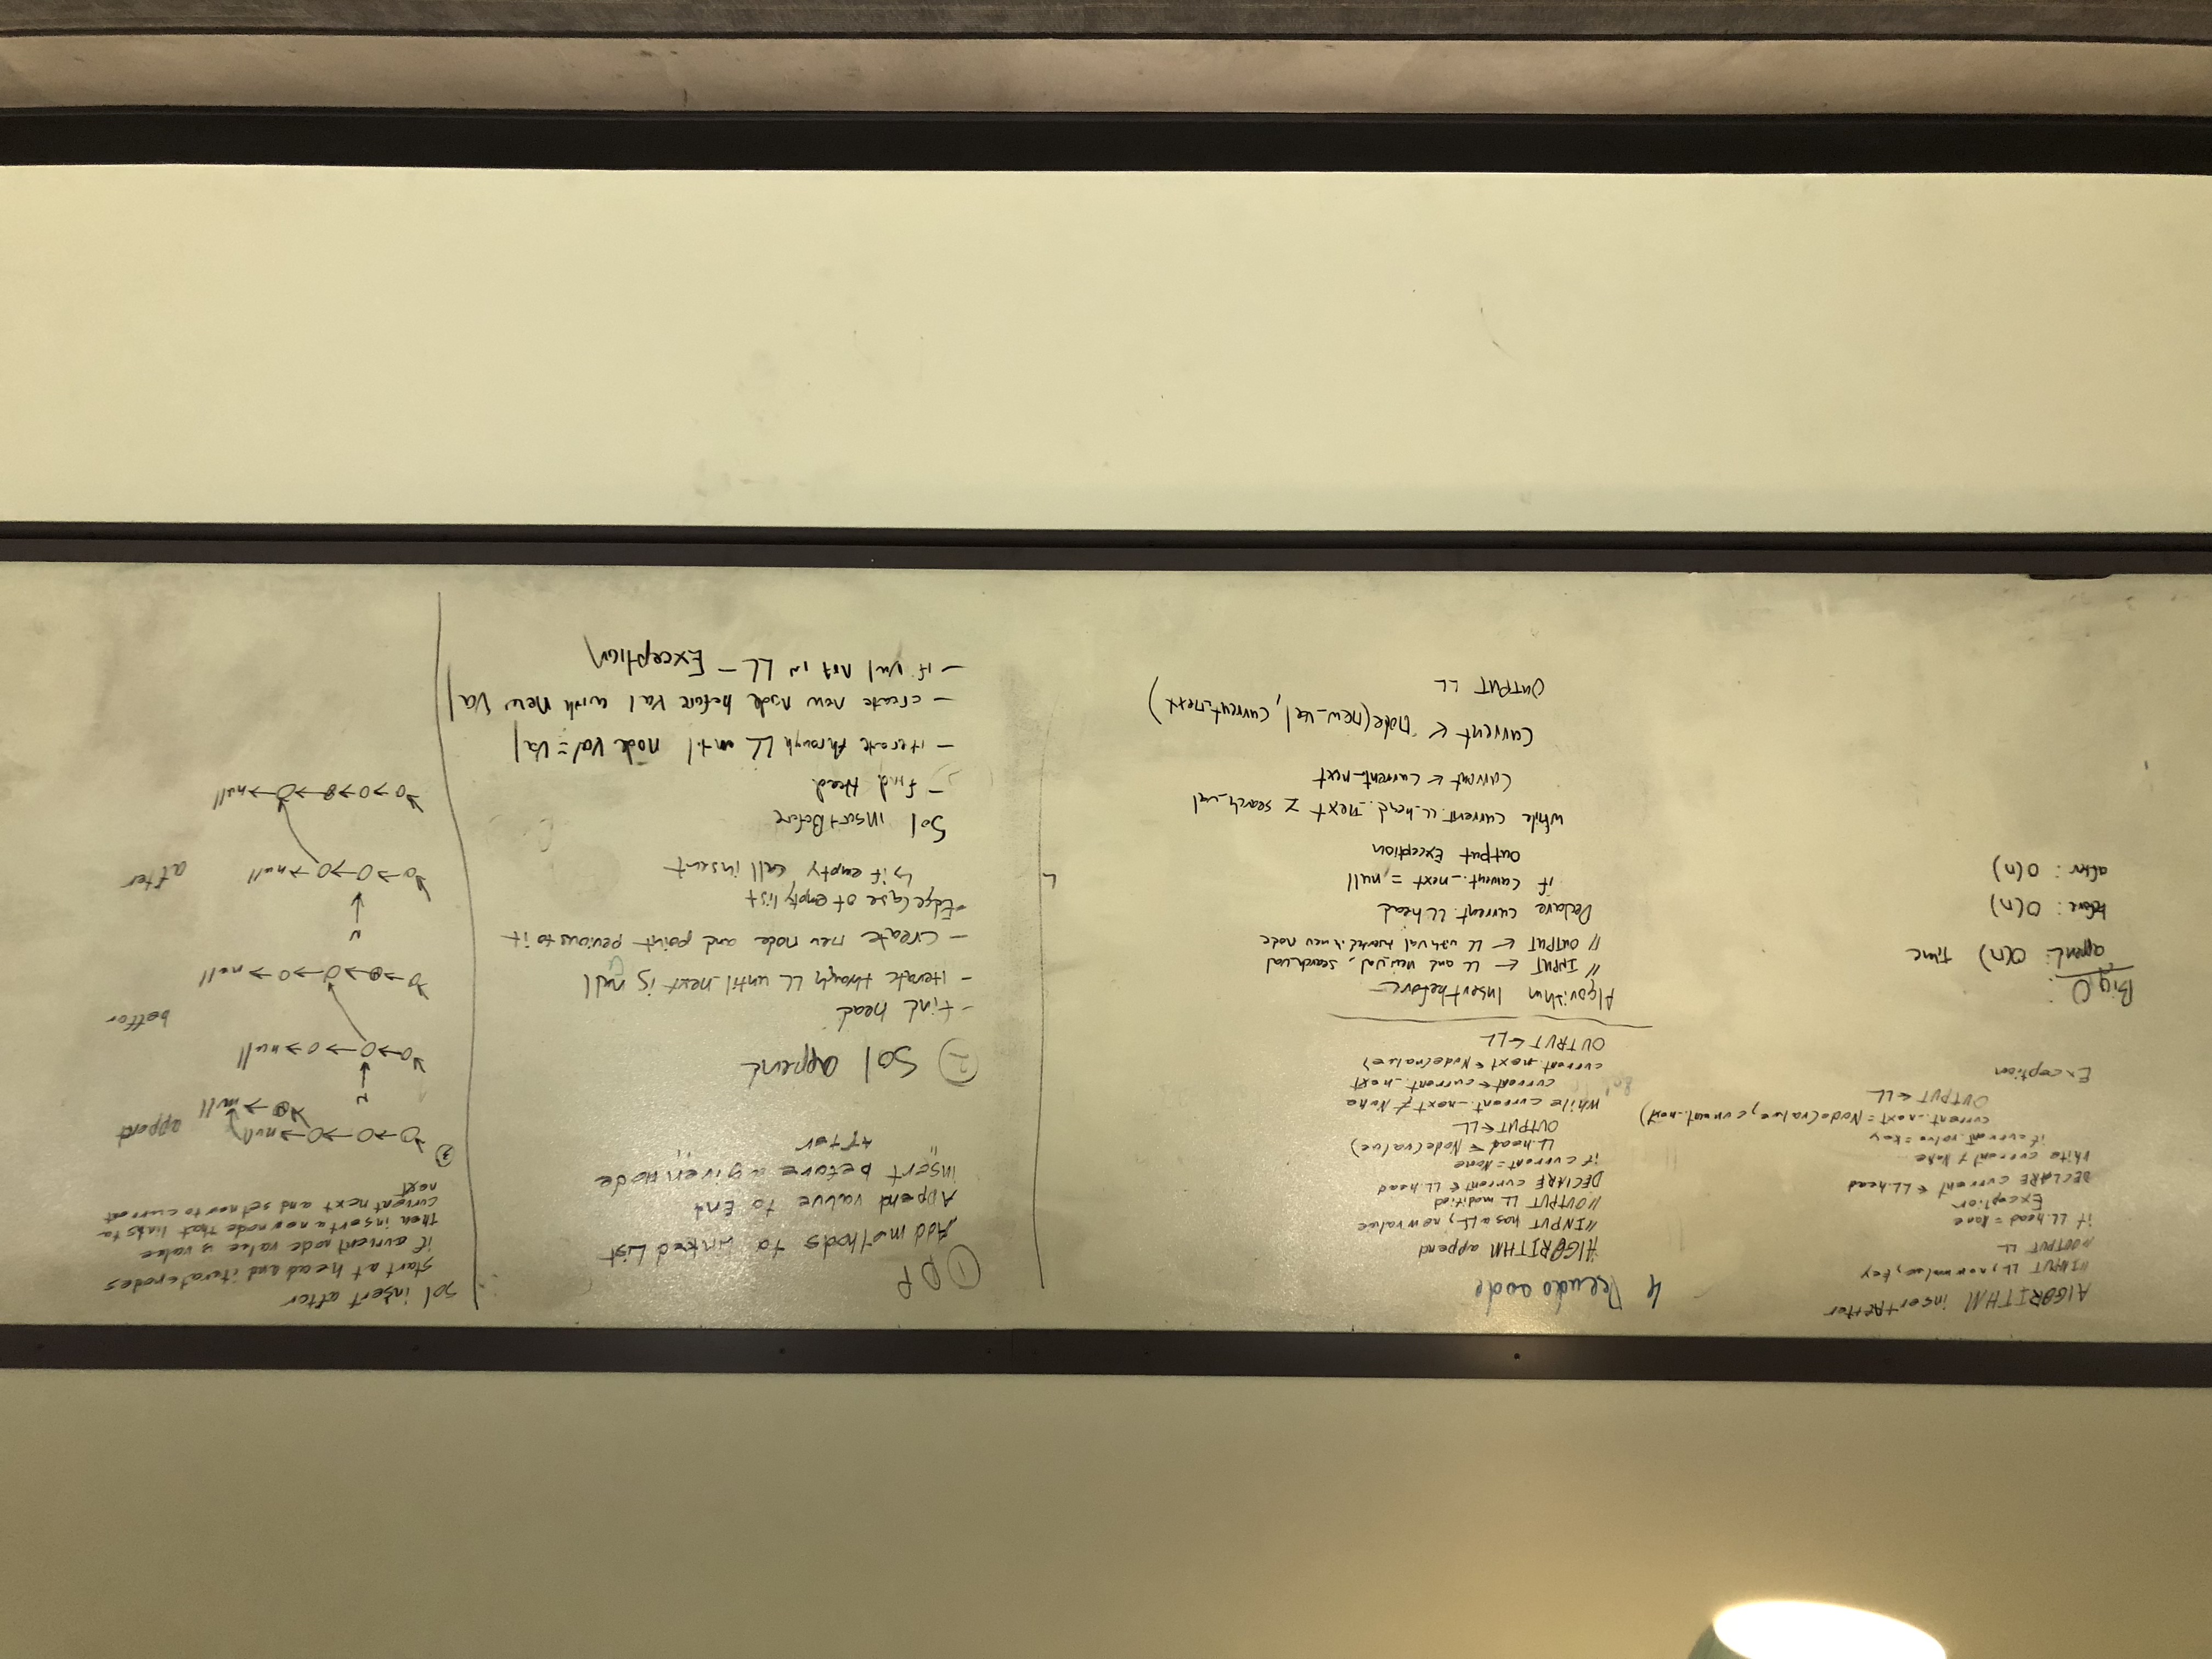 ALGORITHM insertAfter
"INPUT LL, new value, key
"OUTPUT LL
if LL.head = None
Exception
DECLARE current ← LL.head
while current ≠ None
if current.value = key
current._next = Node(value, current._next)
OUTPUT ← LL
Exception
Big O:
append: O(n) Time
before: O(n)
after: O(n)
4 Pseudo code
ALGORITHM append
"INPUT has a LL, new value
//OUTPUT LL modified
DECLARE current ← LL.head
if current = None
LL.head ← Node(value)
OUTPUT ← LL
while current._next ≠ None
current ← current._next
current._next ← Node(value)
OUTPUT ← LL
Algorithm Insertbefore
// INPUT ← LL and new_val, search_val
// OUTPUT ← LL with val inserted in new node
Declare current. LL head
if current._next = null
Output Exception
while current.LL_head._next ≠ search_val
Current ← current_next
Current ← Node(new_val, current_next)
OUTPUT LL
① DP
Add methods to Linked List
Append value to End
insert before a given node
" After "
② Sol append
- find head
- iterate through LL until _next is null
- create new node and point pevious to it
- Edge Case of empty list
↳ if empty call insert
Sol insertBefore
- find Head
- iterate through LL until node val = val
- create new node before val with new val
- if val not in LL - Exception
Sol insert after
start at head and iterate nodes
if current node value is value
then insert a new node that links to
current next and set new to current
next
③
O → O → O → null append
→ null
N
O → O → O → null
before
O → O → O → O → null
N
O → O → O → null after
O → O → O → O → null